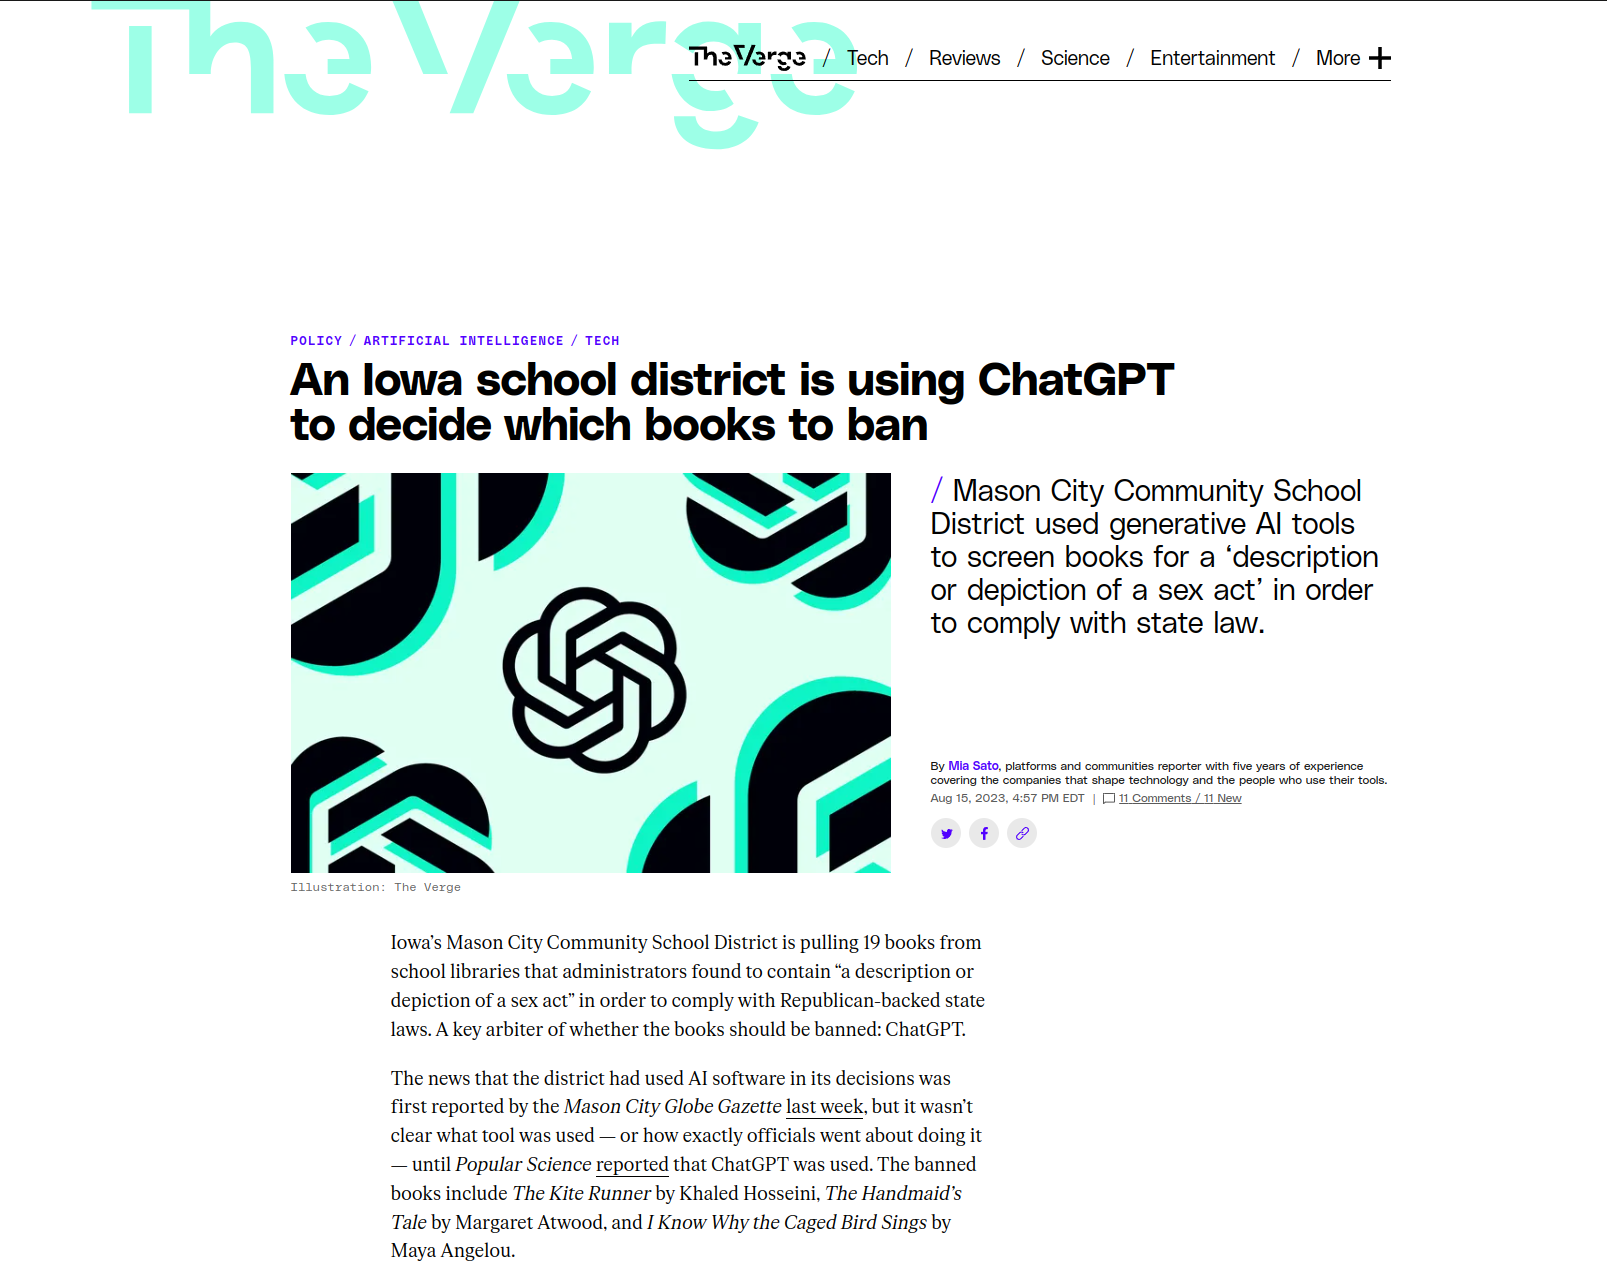 The Verge
The Verge / Tech / Reviews / Science / Entertainment / More +
POLICY / ARTIFICIAL INTELLIGENCE / TECH
An Iowa school district is using ChatGPT
to decide which books to ban
/ Mason City Community School
District used generative AI tools
to screen books for a ‘description
or depiction of a sex act’ in order
to comply with state law.
By Mia Sato, platforms and communities reporter with five years of experience
covering the companies that shape technology and the people who use their tools.
Aug 15, 2023, 4:57 PM EDT | 11 Comments / 11 New
Illustration: The Verge
Iowa’s Mason City Community School District is pulling 19 books from
school libraries that administrators found to contain “a description or
depiction of a sex act” in order to comply with Republican-backed state
laws. A key arbiter of whether the books should be banned: ChatGPT.
The news that the district had used AI software in its decisions was
first reported by the Mason City Globe Gazette last week, but it wasn’t
clear what tool was used — or how exactly officials went about doing it
— until Popular Science reported that ChatGPT was used. The banned
books include The Kite Runner by Khaled Hosseini, The Handmaid’s
Tale by Margaret Atwood, and I Know Why the Caged Bird Sings by
Maya Angelou.